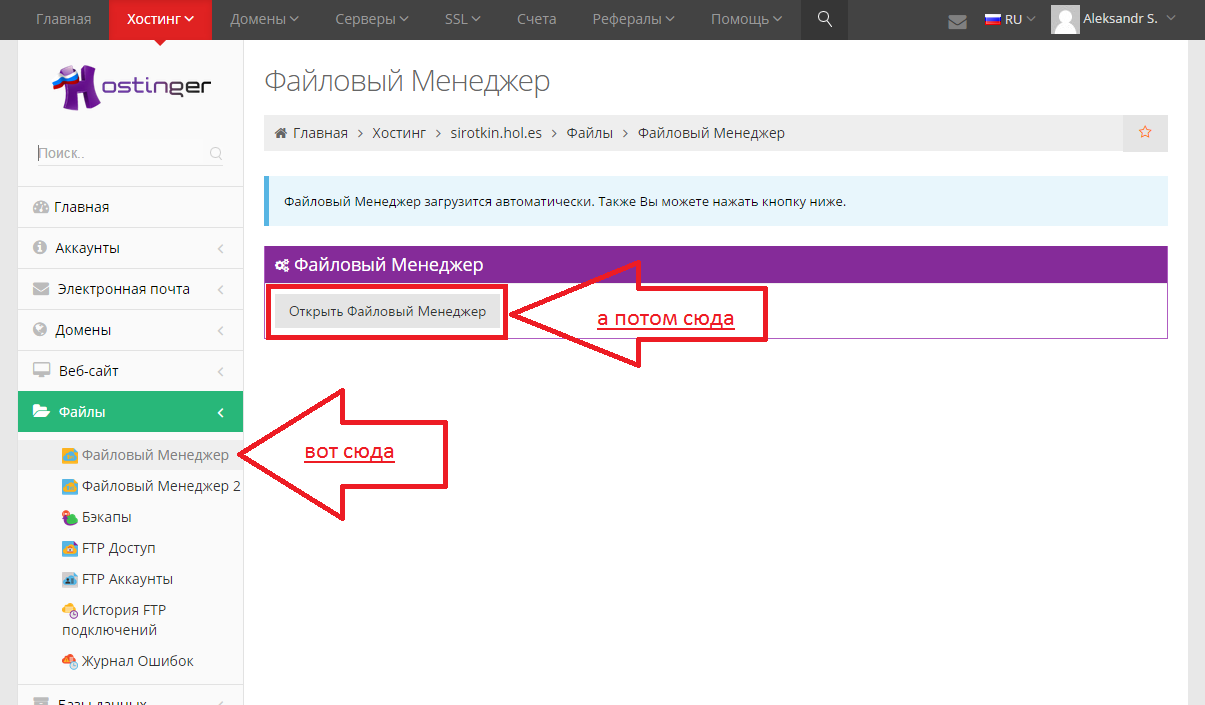 Главная Хостинг Домены Серверы SSL Счета Рефералы Помощь RU Aleksandr S.
Hostinger
Поиск..
Главная
Аккаунты
Электронная почта
Домены
Веб-сайт
Файлы
Файловый Менеджер
Файловый Менеджер 2
Бэкапы
FTP Доступ
FTP Аккаунты
История FTP
подключений
Журнал Ошибок
Базы данных
Файловый Менеджер
Главная > Хостинг > sirotkin.hol.es > Файлы > Файловый Менеджер
Файловый Менеджер загрузится автоматически. Также Вы можете нажать кнопку ниже.
Файловый Менеджер
Открыть Файловый Менеджер
а потом сюда
вот сюда